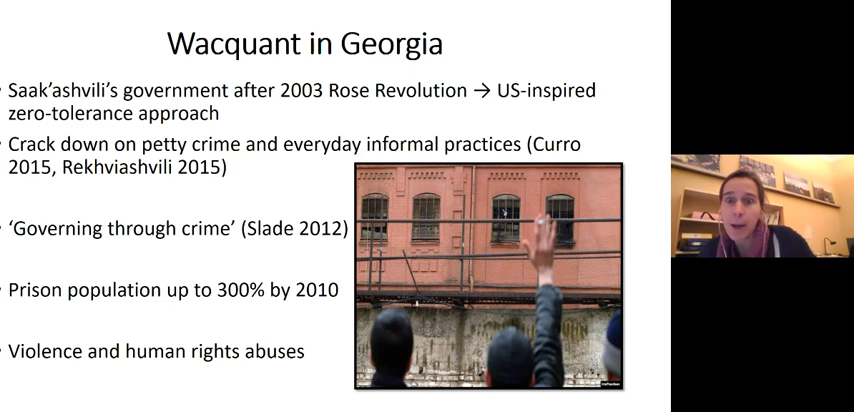 Wacquant in Georgia
• Saak'ashvili's government after 2003 Rose Revolution → US-inspired
zero-tolerance approach
• Crack down on petty crime and everyday informal practices (Curro
2015, Rekhviashvili 2015)
• 'Governing through crime' (Slade 2012)
• Prison population up to 300% by 2010
• Violence and human rights abuses